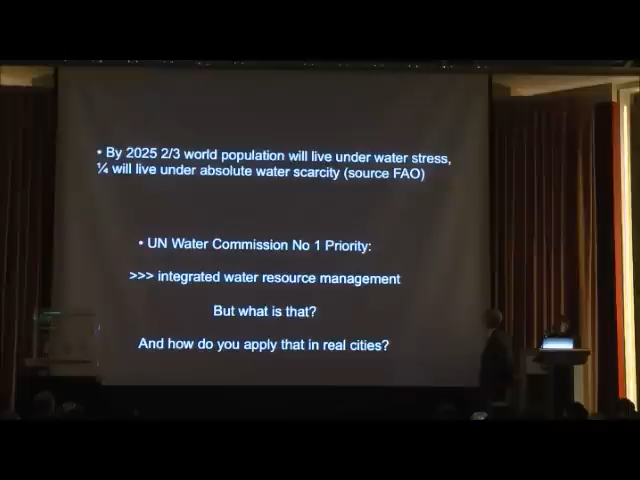 • By 2025 2/3 world population will live under water stress,
¼ will live under absolute water scarcity (source FAO)
• UN Water Commission No 1 Priority:
>>> integrated water resource management
But what is that?
And how do you apply that in real cities?